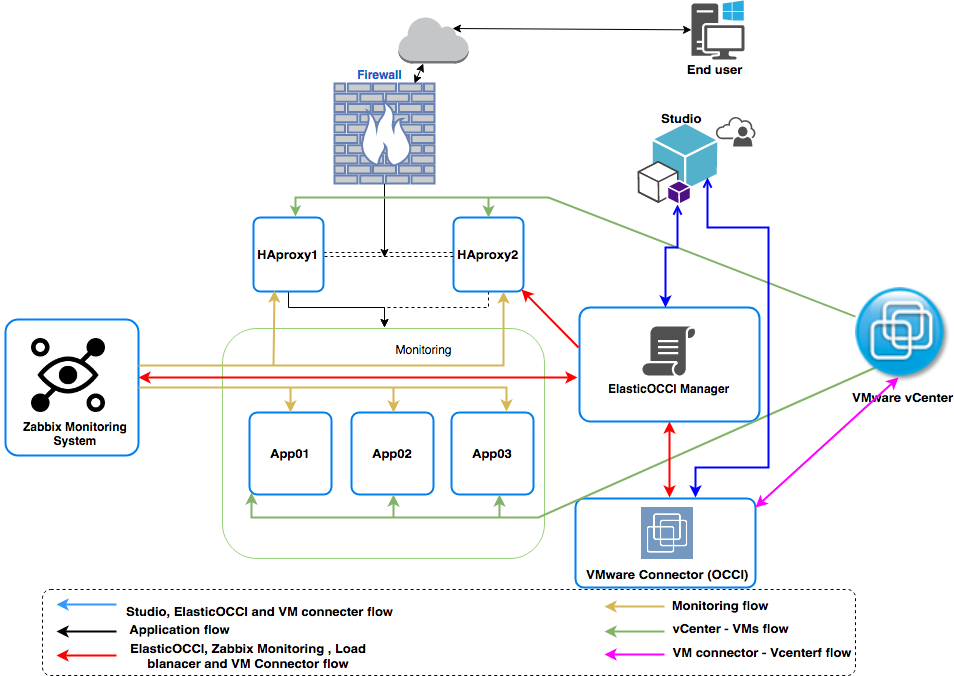 End user
Firewall
Studio
HAproxy1
HAproxy2
Monitoring
ElasticOCCI Manager
VMware vCenter
Zabbix Monitoring
System
App01
App02
App03
VMware Connector (OCCI)
Studio, ElasticOCCI and VM connecter flow
Application flow
ElasticOCCI, Zabbix Monitoring , Load
blanacer and VM Connector flow
Monitoring flow
vCenter - VMs flow
VM connector - Vcenterf flow